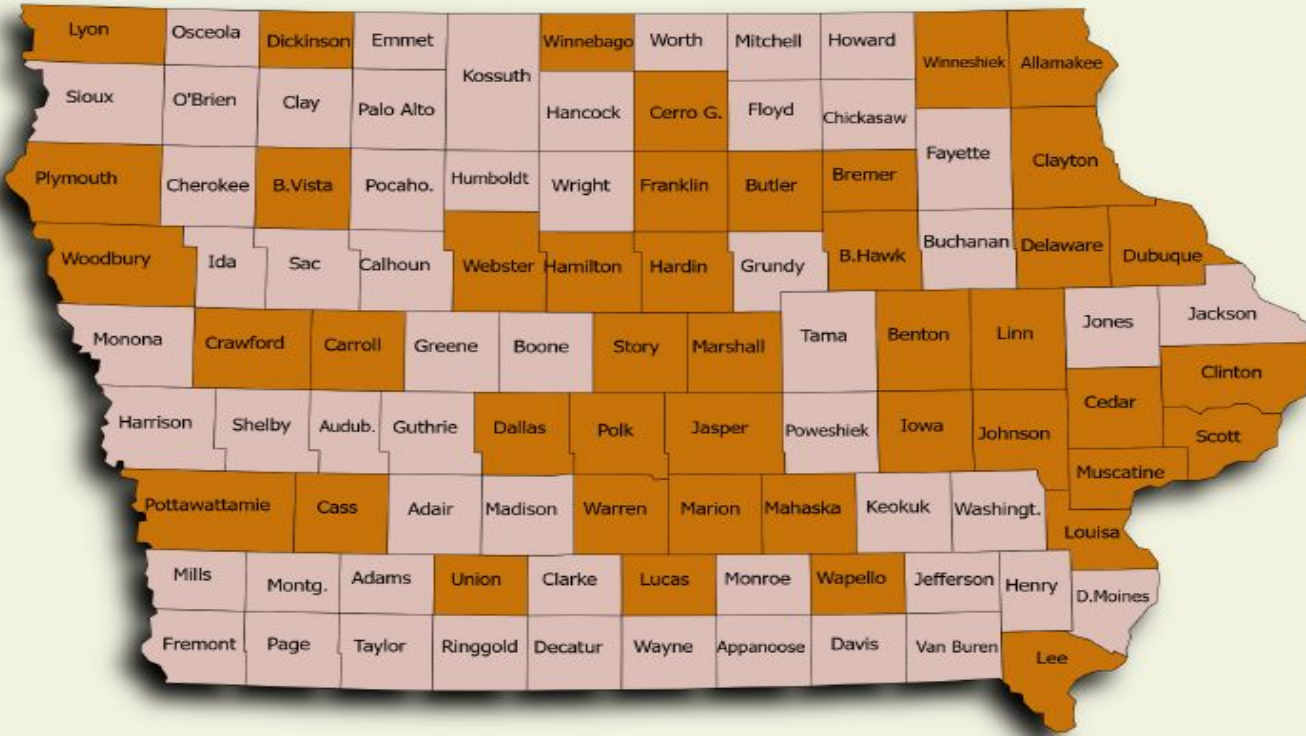 Lyon
Osceola
Dickinson
Emmet
Kossuth
Winnebago
Worth
Mitchell
Howard
Winneshiek
Allamakee
Sioux
O'Brien
Clay
Palo Alto
Hancock
Cerro G.
Floyd
Chickasaw
Fayette
Clayton
Plymouth
Cherokee
B.Vista
Pocaho.
Humboldt
Wright
Franklin
Butler
Bremer
Woodbury
Ida
Sac
Calhoun
Webster
Hamilton
Hardin
Grundy
B.Hawk
Buchanan
Delaware
Dubuque
Monona
Crawford
Carroll
Greene
Boone
Story
Marshall
Tama
Benton
Linn
Jones
Jackson
Clinton
Harrison
Shelby
Audub.
Guthrie
Dallas
Polk
Jasper
Poweshiek
Iowa
Johnson
Cedar
Scott
Muscatine
Pottawattamie
Cass
Adair
Madison
Warren
Marion
Mahaska
Keokuk
Washingt.
Louisa
Mills
Montg.
Adams
Union
Clarke
Lucas
Monroe
Wapello
Jefferson
Henry
D.Moines
Fremont
Page
Taylor
Ringgold
Decatur
Wayne
Appanoose
Davis
Van Buren
Lee